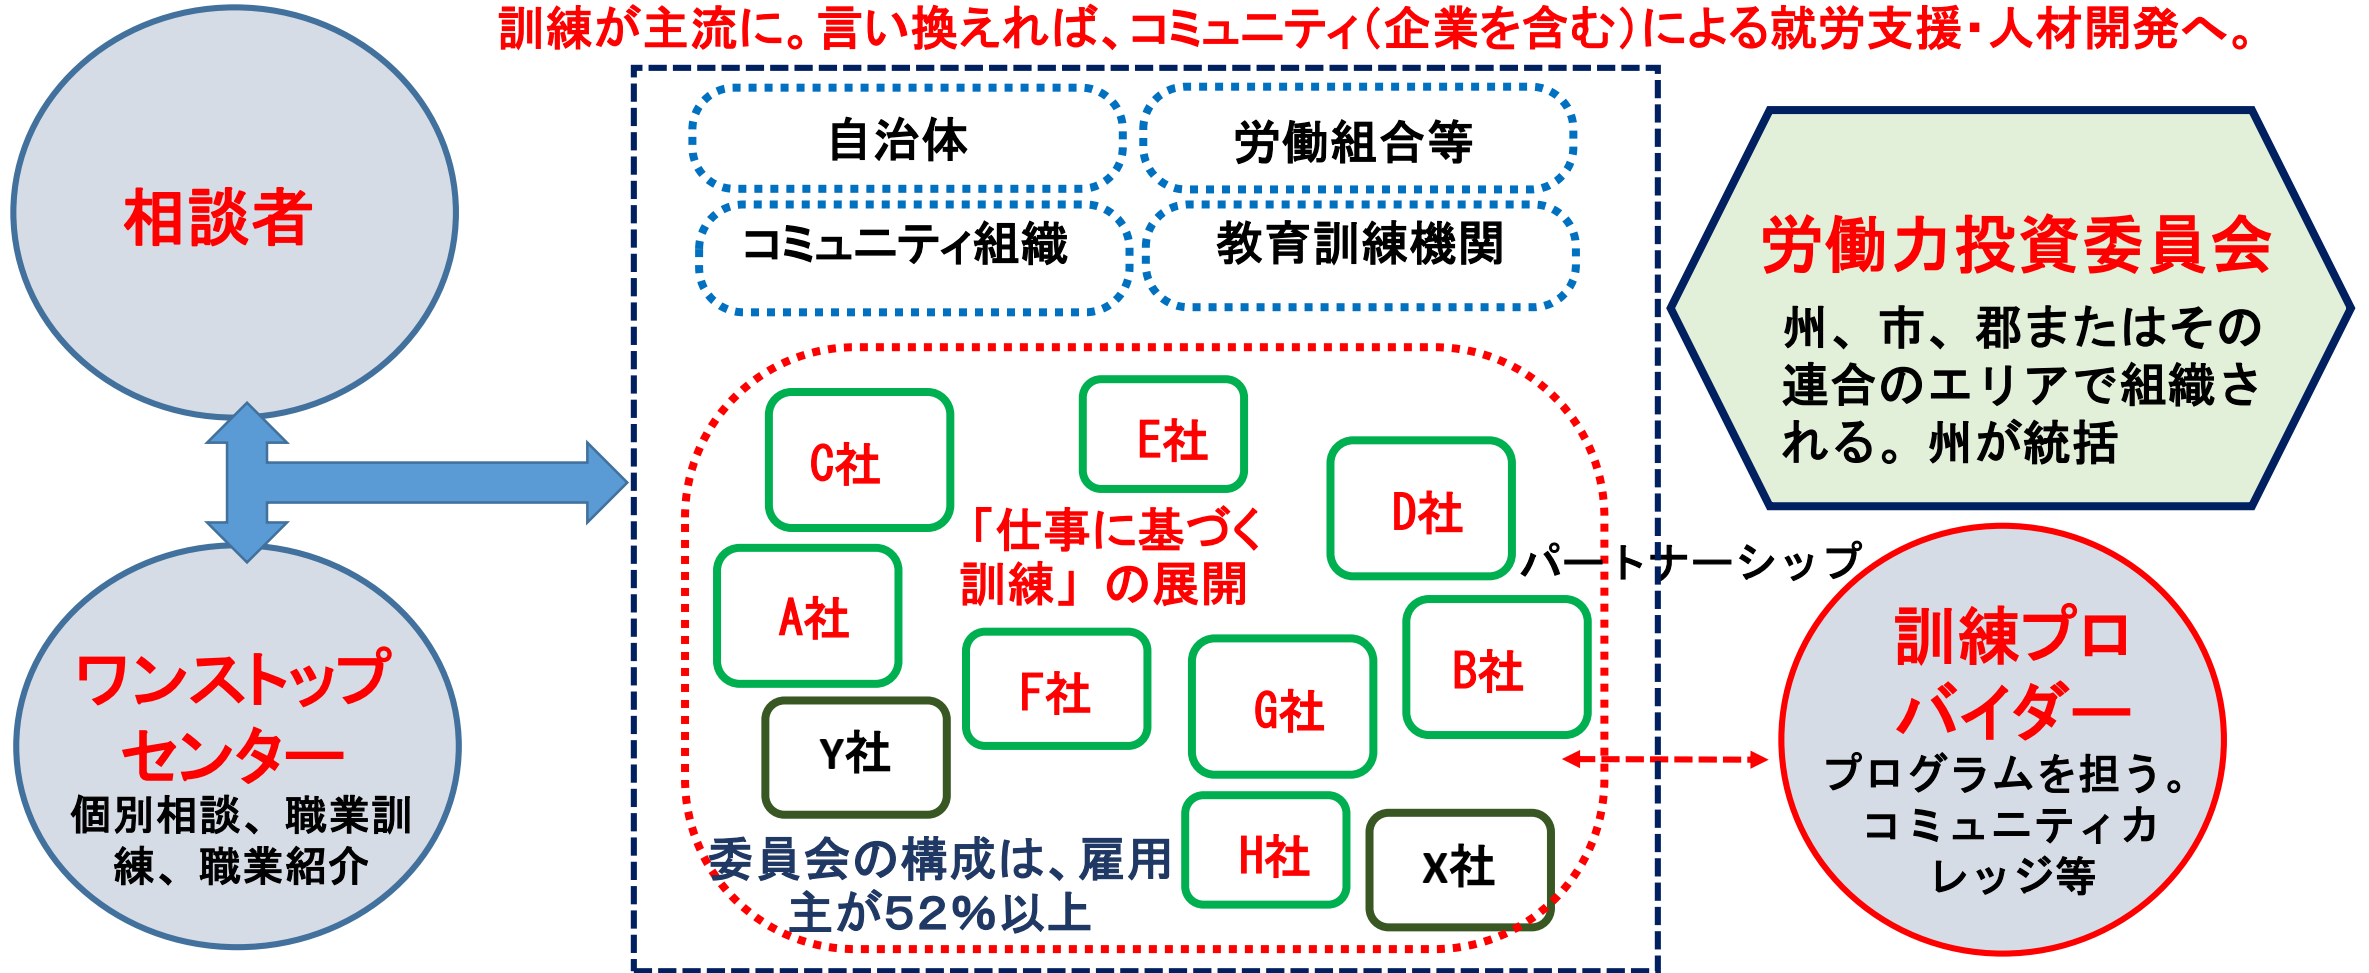 訓練が主流に。言い換えれば、コミュニティ(企業を含む)による就労支援・人材開発へ。
相談者
ワンストップ
センター
個別相談、職業訓
練、職業紹介
自治体
労働組合等
コミュニティ組織
教育訓練機関
C社
E社
D社
「仕事に基づく
訓練」の展開
A社
F社
G社
B社
Y社
H社
X社
委員会の構成は、雇用
主が52%以上
労働力投資委員会
州、市、郡またはその
連合のエリアで組織さ
れる。州が統括
パートナーシップ
訓練プロ
バイダー
プログラムを担う。
コミュニティカ
レッジ等